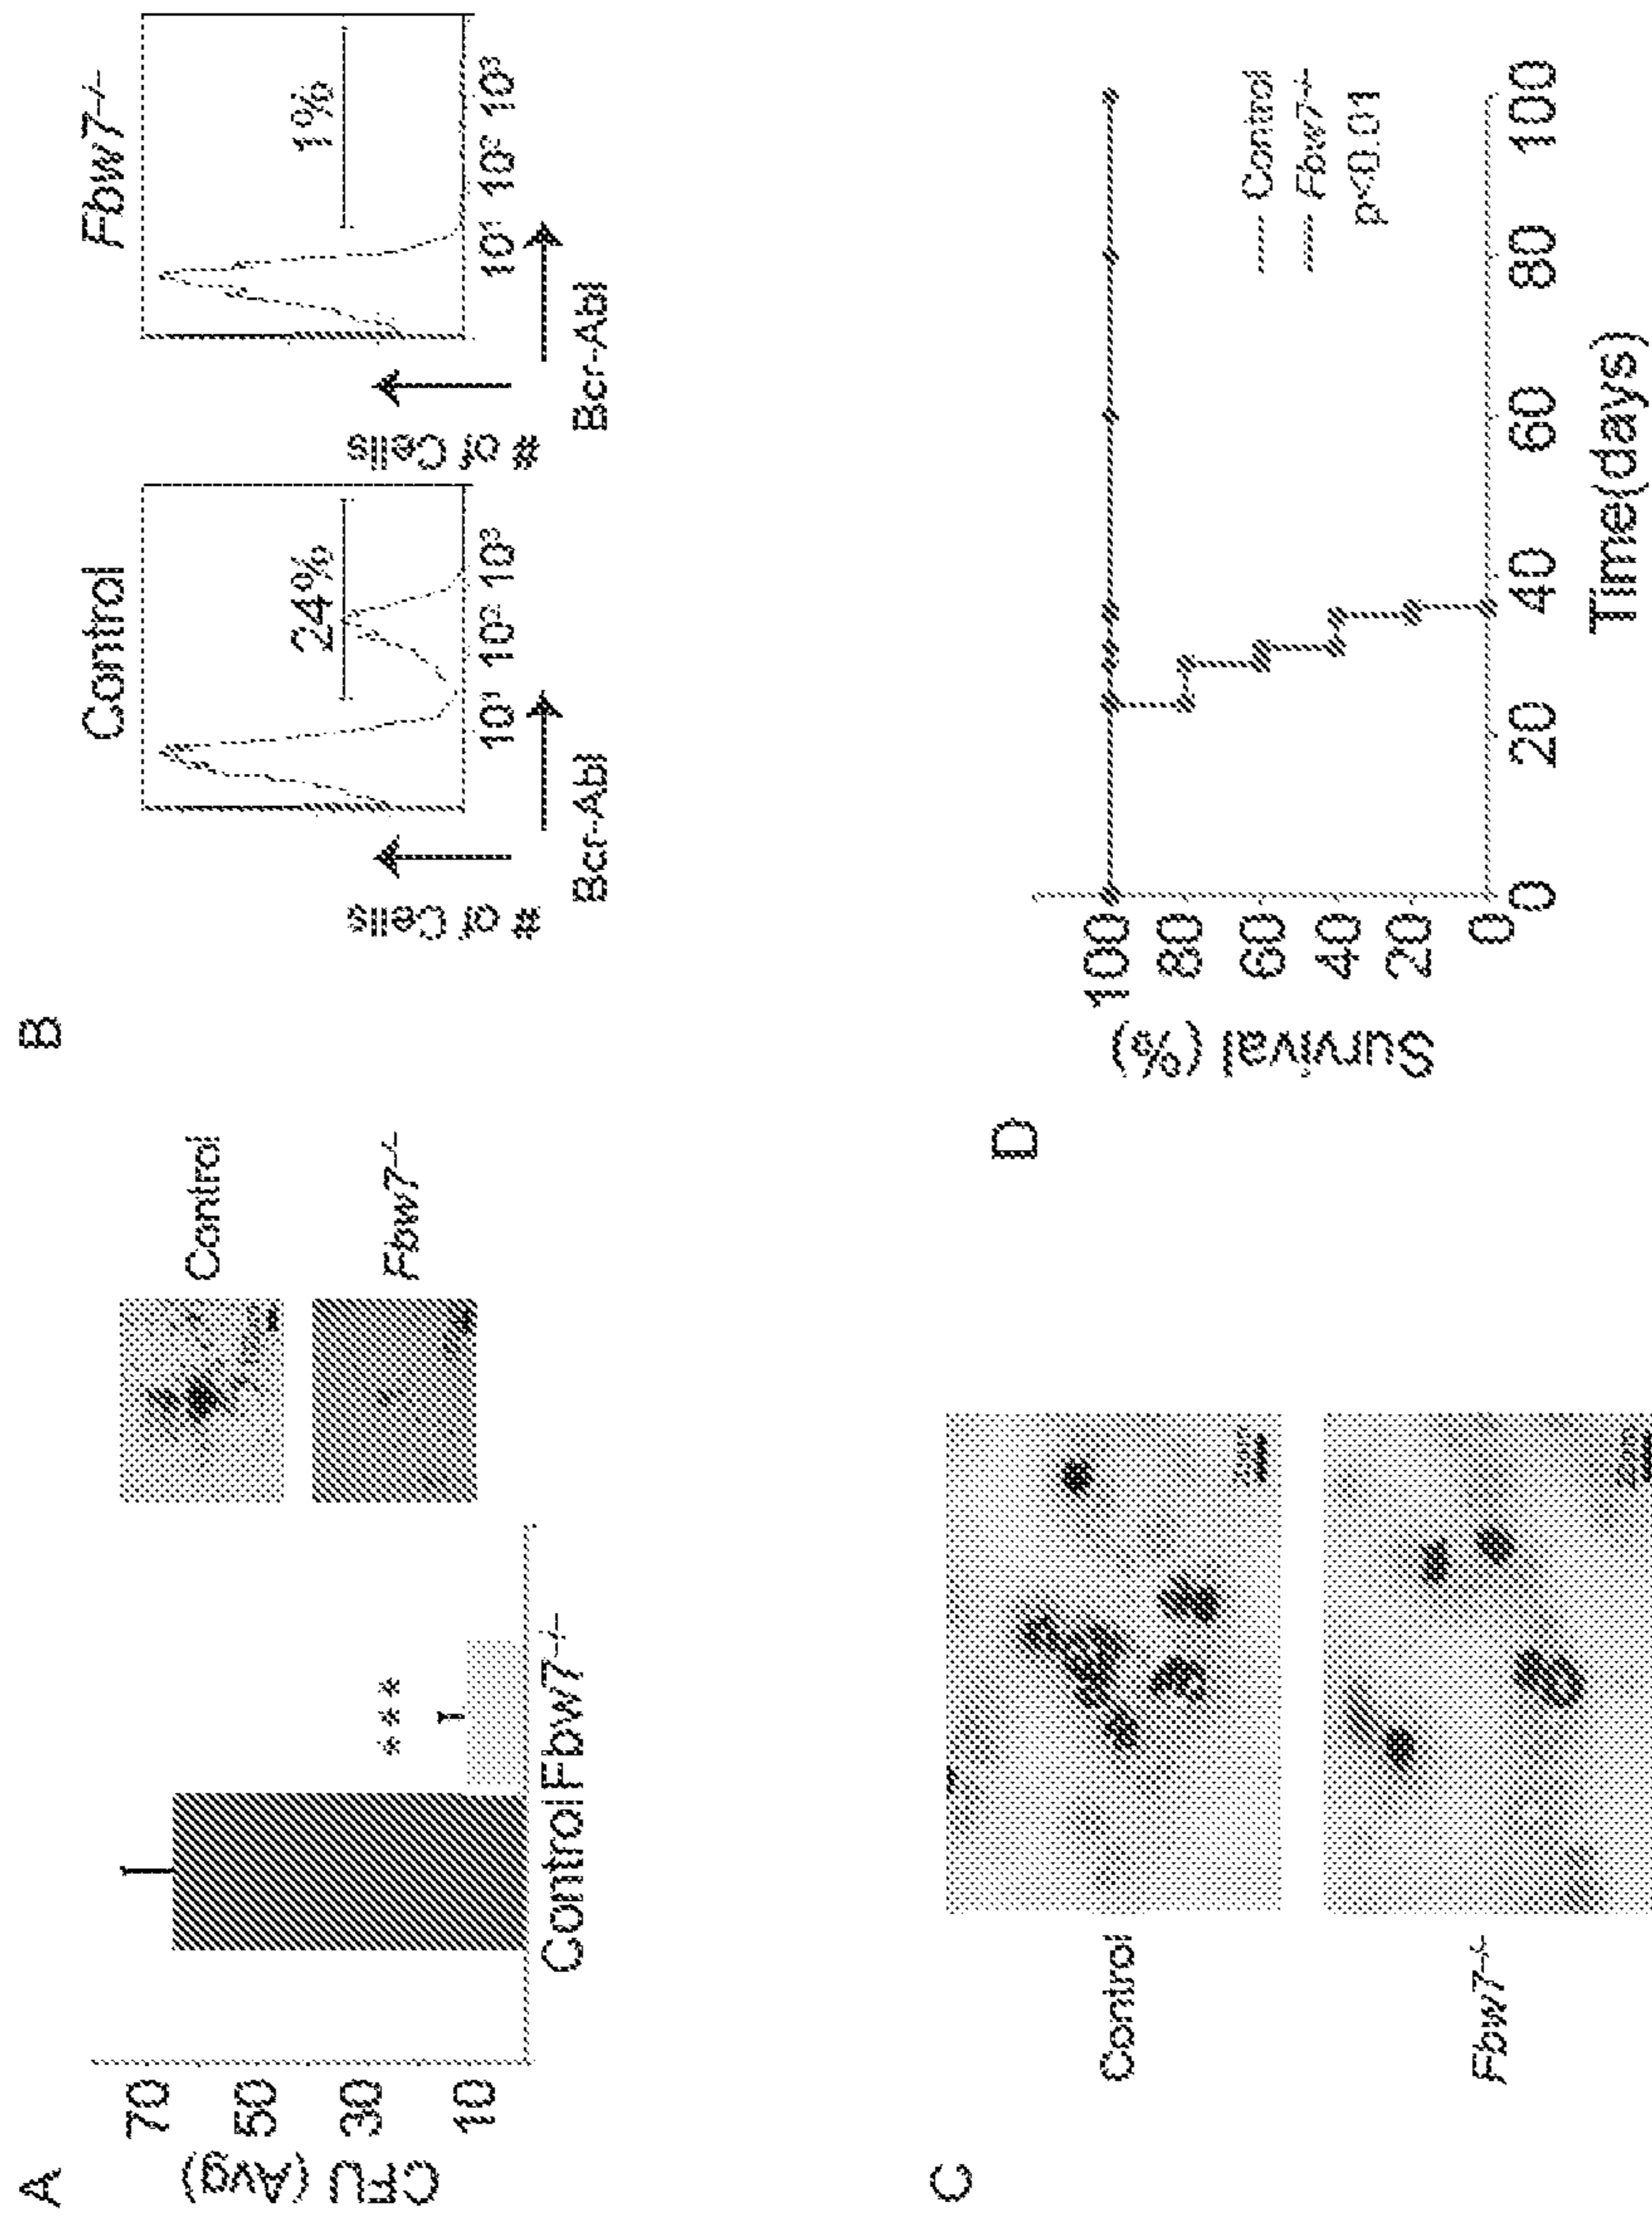 A
CFU (Avg)
70
50
30
10
***
Control Fbw7-/-
Control
Fbw7-/-
B
Control
Fbw7-/-
# of Cells
24%
10¹ 10² 10³
Bcr-Abl
# of Cells
1%
10¹ 10² 10³
Bcr-Abl
C
Control
Fbw7-/-
D
Survival (%)
100
80
60
40
20
0
0 20 40 60 80 100
Time(days)
Control
Fbw7-/-
p<0.01